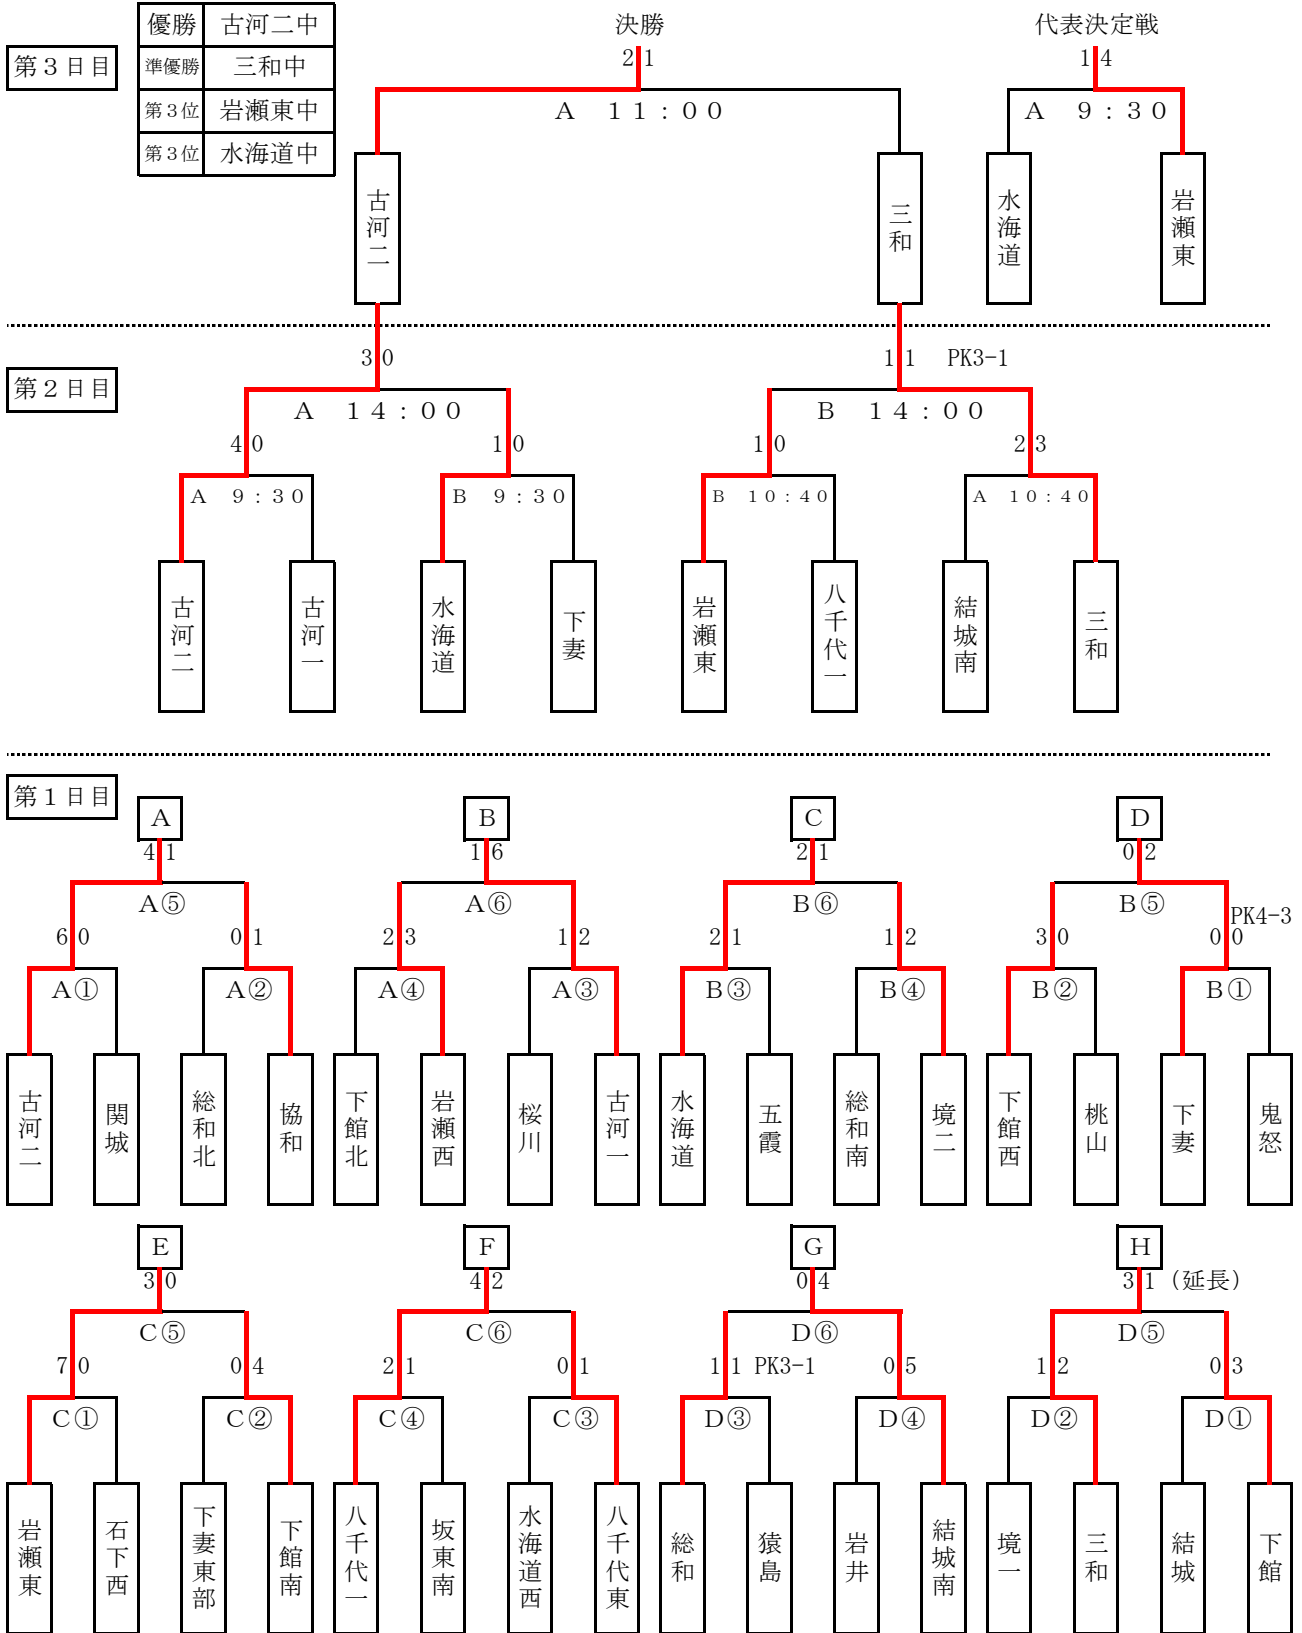 優勝 古河二中
準優勝 三和中
第３位 岩瀬東中
第３位 水海道中
第３日目
決勝
2 1
A　１１：００
代表決定戦
1 4
A　９：３０
古河二
三和
水海道
岩瀬東
第２日目
3 0
A　１４：００
1 1 PK3-1
B　１４：００
4 0
1 0
1 0
2 3
A　９：３０
B　９：３０
B　１０：４０
A　１０：４０
古河二
古河一
水海道
下妻
岩瀬東
八千代一
結城南
三和
第１日目
A
B
C
D
4 1
1 6
2 1
0 2
A⑤
A⑥
B⑥
B⑤
6 0
0 1
2 3
1 2
2 1
1 2
3 0
PK4-3
0 0
A①
A②
A④
A③
B③
B④
B②
B①
古河二
関城
総和北
協和
下館北
岩瀬西
桜川
古河一
水海道
五霞
総和南
境二
下館西
桃山
下妻
鬼怒
E
F
G
H
3 0
4 2
0 4
3 1 （延長）
C⑤
C⑥
D⑥
D⑤
7 0
0 4
2 1
0 1
1 1 PK3-1
0 5
1 2
0 3
C①
C②
C④
C③
D③
D④
D②
D①
岩瀬東
石下西
下妻東部
下館南
八千代一
坂東南
水海道西
八千代東
総和
猿島
岩井
結城南
境一
三和
結城
下館